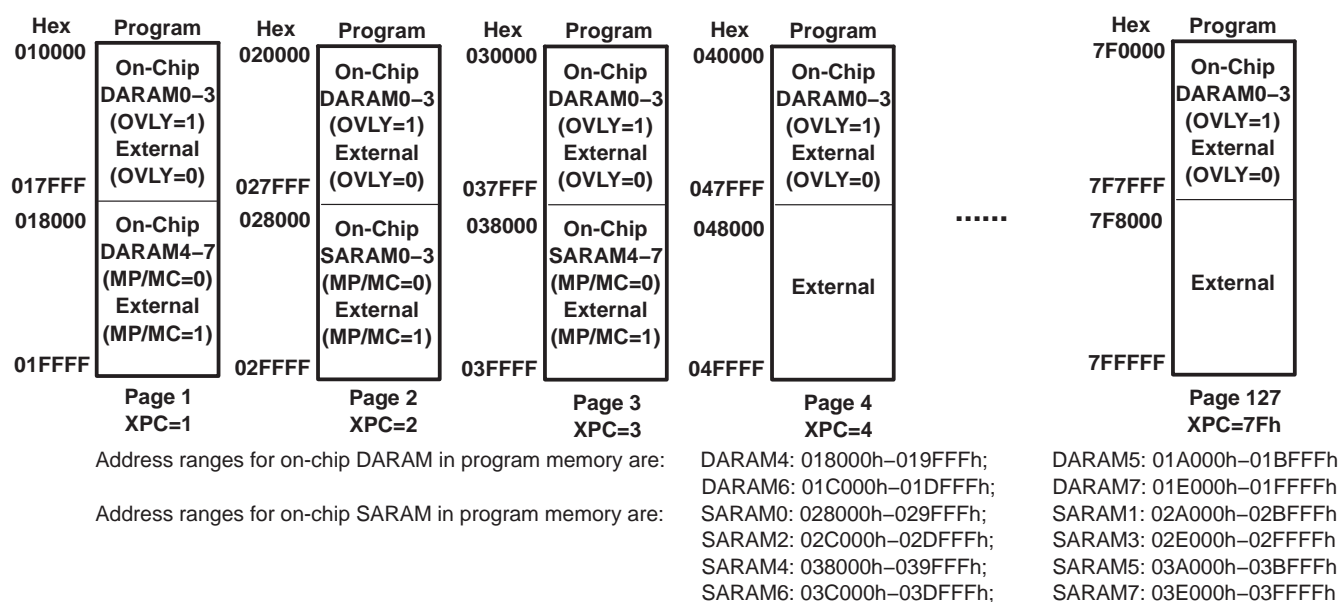 Hex Program Hex Program Hex Program Hex Program Hex Program
010000 020000 030000 040000 7F0000
On-Chip On-Chip On-Chip On-Chip On-Chip
DARAM0−3 DARAM0−3 DARAM0−3 DARAM0−3 DARAM0−3
(OVLY=1) (OVLY=1) (OVLY=1) (OVLY=1) (OVLY=1)
External External External External External
(OVLY=0) (OVLY=0) (OVLY=0) (OVLY=0) (OVLY=0)
017FFF 027FFF 037FFF 047FFF 7F7FFF
018000 028000 038000 048000 ...... 7F8000
On-Chip On-Chip On-Chip
DARAM4−7 SARAM0−3 SARAM4−7
(MP/MC=0) (MP/MC=0) (MP/MC=0) External External
External External External
(MP/MC=1) (MP/MC=1) (MP/MC=1)
01FFFF 02FFFF 03FFFF 04FFFF 7FFFFF
Page 1 Page 2 Page 3 Page 4 Page 127
XPC=1 XPC=2 XPC=3 XPC=4 XPC=7Fh
Address ranges for on-chip DARAM in program memory are: DARAM4: 018000h−019FFFh; DARAM5: 01A000h−01BFFFh
DARAM6: 01C000h−01DFFFh; DARAM7: 01E000h−01FFFFh
Address ranges for on-chip SARAM in program memory are: SARAM0: 028000h−029FFFh; SARAM1: 02A000h−02BFFFh
SARAM2: 02C000h−02DFFFh; SARAM3: 02E000h−02FFFFh
SARAM4: 038000h−039FFFh; SARAM5: 03A000h−03BFFFh
SARAM6: 03C000h−03DFFFh; SARAM7: 03E000h−03FFFFh